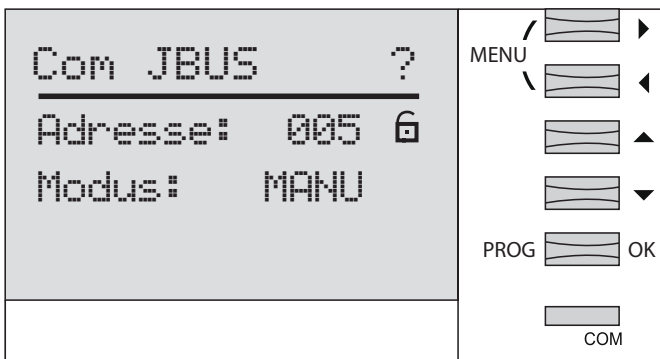 Com JBUS ?
Adresse: 005
Modus: MANU
MENU
PROG OK
COM